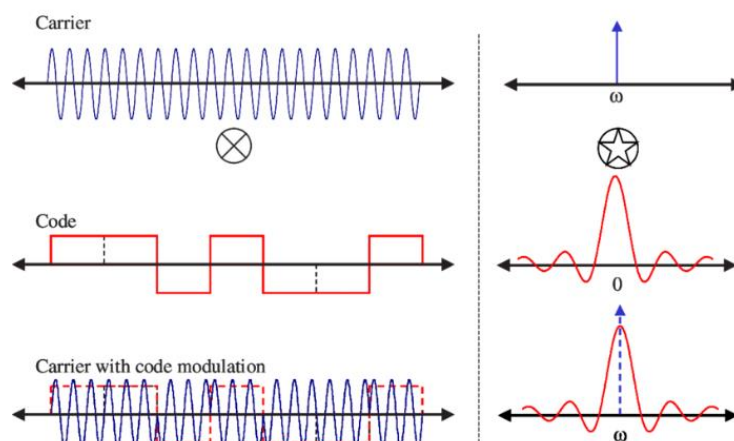 Carrier
ω
Code
0
Carrier with code modulation
ω